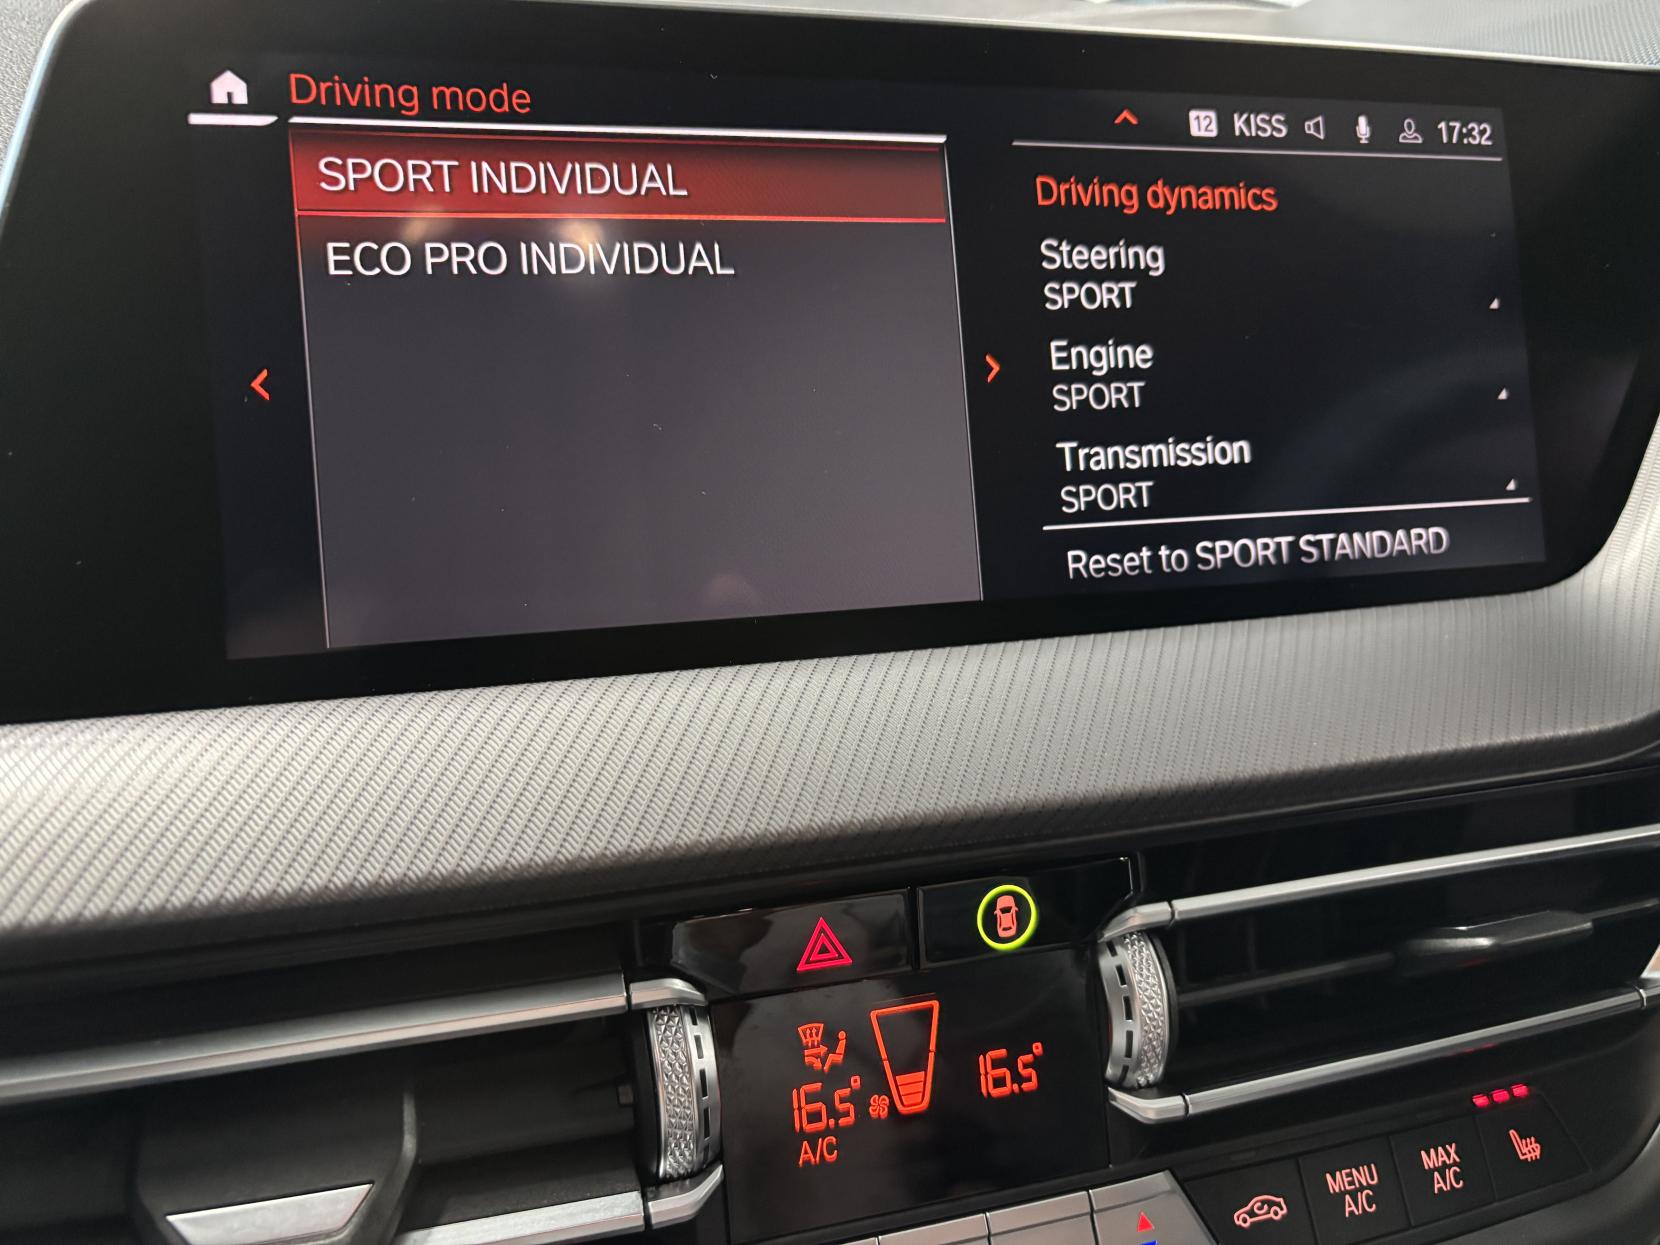 Driving mode
12 KISS 17:32
SPORT INDIVIDUAL
ECO PRO INDIVIDUAL
Driving dynamics
Steering
SPORT
Engine
SPORT
Transmission
SPORT
Reset to SPORT STANDARD
16.5°
A/C
16.5°
MENU
A/C
MAX
A/C